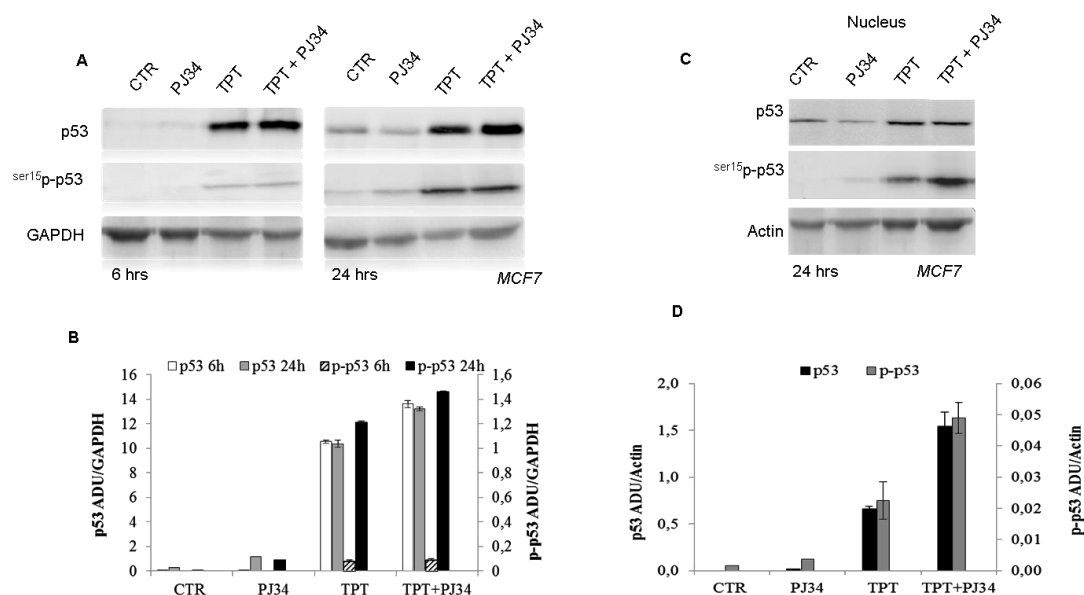 A
CTR PJ34 TPT TPT + PJ34 CTR PJ34 TPT TPT + PJ34
p53
ser15p-p53
GAPDH
6 hrs 24 hrs MCF7
C
Nucleus
CTR PJ34 TPT TPT + PJ34
p53
ser15p-p53
Actin
24 hrs MCF7
B
p53 6h p53 24h p-p53 6h p-p53 24h
p53 ADU/GAPDH
16 1,6
14 1,4
12 1,2
10 1
8 0,8
6 0,6
4 0,4
2 0,2
0 0
p-p53 ADU/GAPDH
CTR PJ34 TPT TPT+PJ34
D
p53 p-p53
p53 ADU/Actin
2,0 0,06
0,05
1,5
0,04
1,0 0,03
0,02
0,5
0,01
0,0 0,00
p-p53 ADU/Actin
CTR PJ34 TPT TPT+PJ34